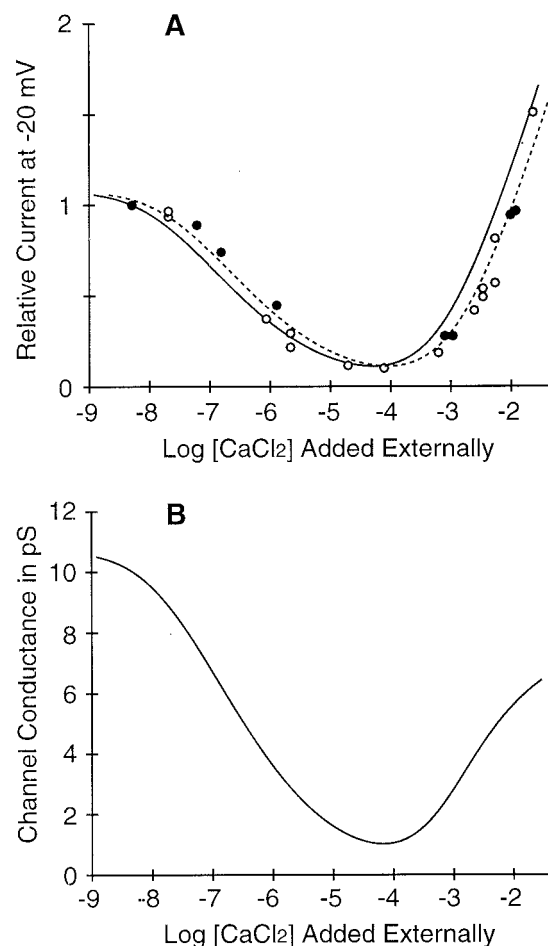 A
Relative Current at -20 mV
2
1
0
-9 -8 -7 -6 -5 -4 -3 -2
Log [CaCl2] Added Externally
B
Channel Conductance in pS
12
10
8
6
4
2
0
-9 -8 -7 -6 -5 -4 -3 -2
Log [CaCl2] Added Externally